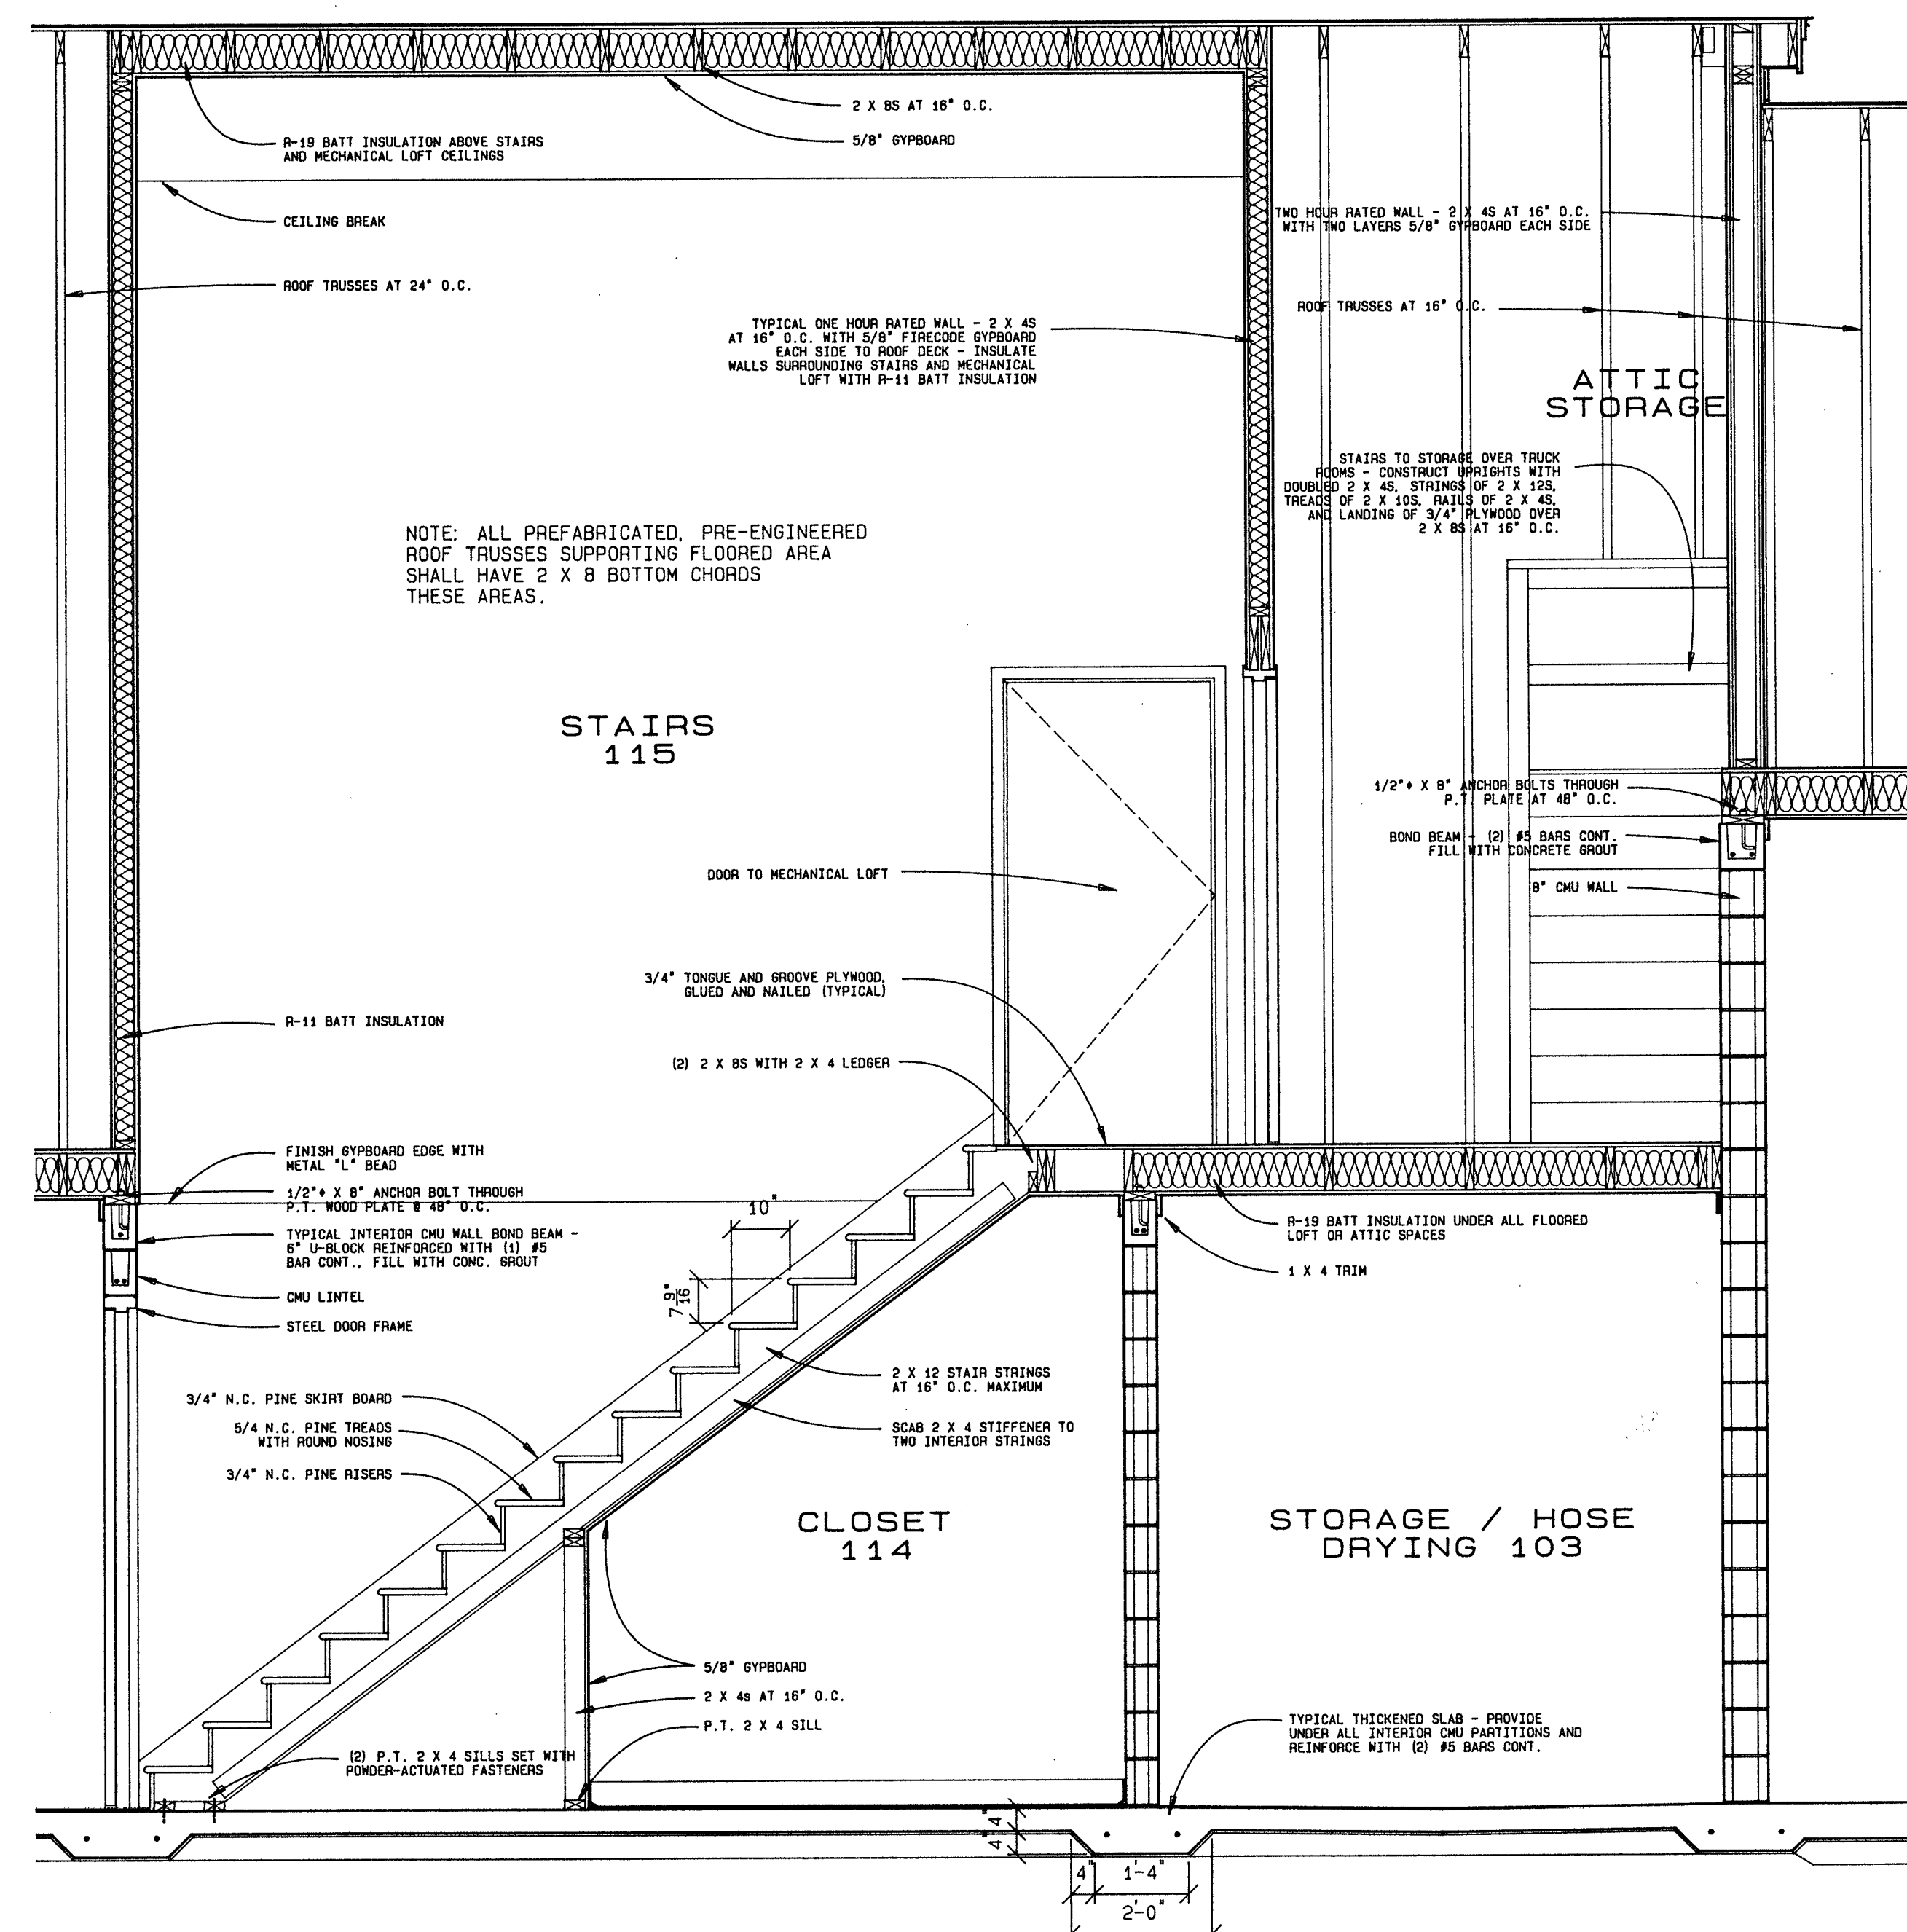 2 X 8S AT 16" O.C.
5/8" GYPBOARD
R-19 BATT INSULATION ABOVE STAIRS
AND MECHANICAL LOFT CEILINGS
CEILING BREAK
ROOF TRUSSES AT 24" O.C.
TYPICAL ONE HOUR RATED WALL - 2 X 4S
AT 16" O.C. WITH 5/8" FIRECODE GYPBOARD
EACH SIDE TO ROOF DECK - INSULATE
WALLS SURROUNDING STAIRS AND MECHANICAL
LOFT WITH R-11 BATT INSULATION
TWO HOUR RATED WALL - 2 X 4S AT 16" O.C.
WITH TWO LAYERS 5/8" GYPBOARD EACH SIDE
ROOF TRUSSES AT 16" O.C.
ATTIC
STORAGE
STAIRS TO STORAGE OVER TRUCK
ROOMS - CONSTRUCT UPRIGHTS WITH
DOUBLED 2 X 4S, STRINGS OF 2 X 12S,
TREADS OF 2 X 10S, RAILS OF 2 X 4S,
AND LANDING OF 3/4" PLYWOOD OVER
2 X 8S AT 16" O.C.
NOTE: ALL PREFABRICATED, PRE-ENGINEERED
ROOF TRUSSES SUPPORTING FLOORED AREA
SHALL HAVE 2 X 8 BOTTOM CHORDS
THESE AREAS.
STAIRS
115
1/2"⌀ X 8" ANCHOR BOLTS THROUGH
P.T. PLATE AT 48" O.C.
BOND BEAM - (2) #5 BARS CONT.
FILL WITH CONCRETE GROUT
8" CMU WALL
DOOR TO MECHANICAL LOFT
3/4" TONGUE AND GROOVE PLYWOOD,
GLUED AND NAILED (TYPICAL)
R-11 BATT INSULATION
(2) 2 X 8S WITH 2 X 4 LEDGER
FINISH GYPBOARD EDGE WITH
METAL "L" BEAD
1/2"⌀ X 8" ANCHOR BOLT THROUGH
P.T. WOOD PLATE @ 48" O.C.
TYPICAL INTERIOR CMU WALL BOND BEAM -
6" U-BLOCK REINFORCED WITH (1) #5
BAR CONT., FILL WITH CONC. GROUT
CMU LINTEL
STEEL DOOR FRAME
10"
7 9/16"
R-19 BATT INSULATION UNDER ALL FLOORED
LOFT OR ATTIC SPACES
1 X 4 TRIM
2 X 12 STAIR STRINGS
AT 16" O.C. MAXIMUM
SCAB 2 X 4 STIFFENER TO
TWO INTERIOR STRINGS
3/4" N.C. PINE SKIRT BOARD
5/4 N.C. PINE TREADS
WITH ROUND NOSING
3/4" N.C. PINE RISERS
CLOSET
114
STORAGE / HOSE
DRYING 103
5/8" GYPBOARD
2 X 4s AT 16" O.C.
P.T. 2 X 4 SILL
(2) P.T. 2 X 4 SILLS SET WITH
POWDER-ACTUATED FASTENERS
TYPICAL THICKENED SLAB - PROVIDE
UNDER ALL INTERIOR CMU PARTITIONS AND
REINFORCE WITH (2) #5 BARS CONT.
4"
4"
4"
1'-4"
2'-0"